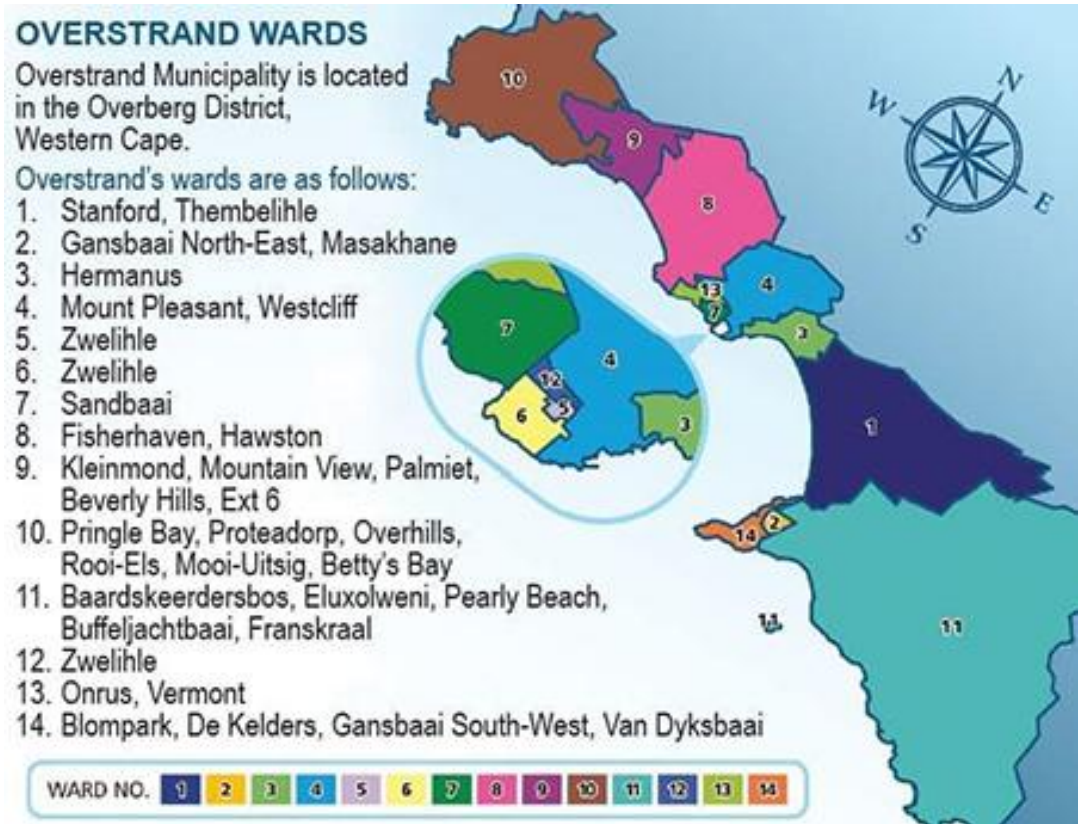 OVERSTRAND WARDS
Overstrand Municipality is located
in the Overberg District,
Western Cape.
Overstrand's wards are as follows:
1. Stanford, Thembelihle
2. Gansbaai North-East, Masakhane
3. Hermanus
4. Mount Pleasant, Westcliff
5. Zwelihle
6. Zwelihle
7. Sandbaai
8. Fisherhaven, Hawston
9. Kleinmond, Mountain View, Palmiet,
Beverly Hills, Ext 6
10. Pringle Bay, Proteadorp, Overhills,
Rooi-Els, Mooi-Uitsig, Betty's Bay
11. Baardskeerdersbos, Eluxolweni, Pearly Beach,
Buffeljachtbaai, Franskraal
12. Zwelihle
13. Onrus, Vermont
14. Blompark, De Kelders, Gansbaai South-West, Van Dyksbaai
WARD NO. 1 2 3 4 5 6 7 8 9 10 11 12 13 14
10
9
8
13
7
4
3
1
2
14
11
11
7
4
12
5
6
3
N
W
E
S